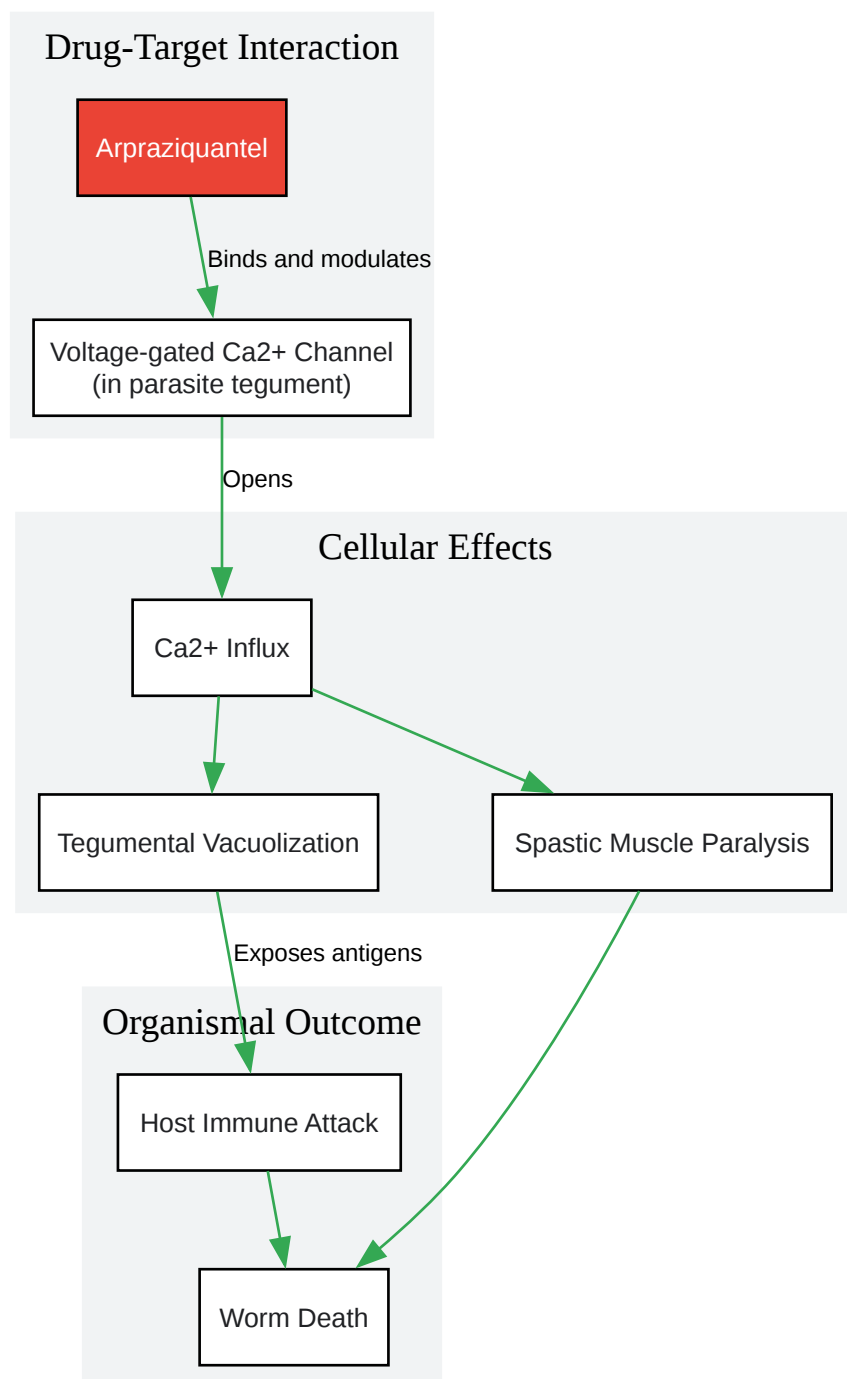 Drug-Target Interaction
Arpraziquantel
Binds and modulates
Voltage-gated Ca2+ Channel
(in parasite tegument)
Opens
Cellular Effects
Ca2+ Influx
Tegumental Vacuolization
Spastic Muscle Paralysis
Exposes antigens
Organismal Outcome
Host Immune Attack
Worm Death